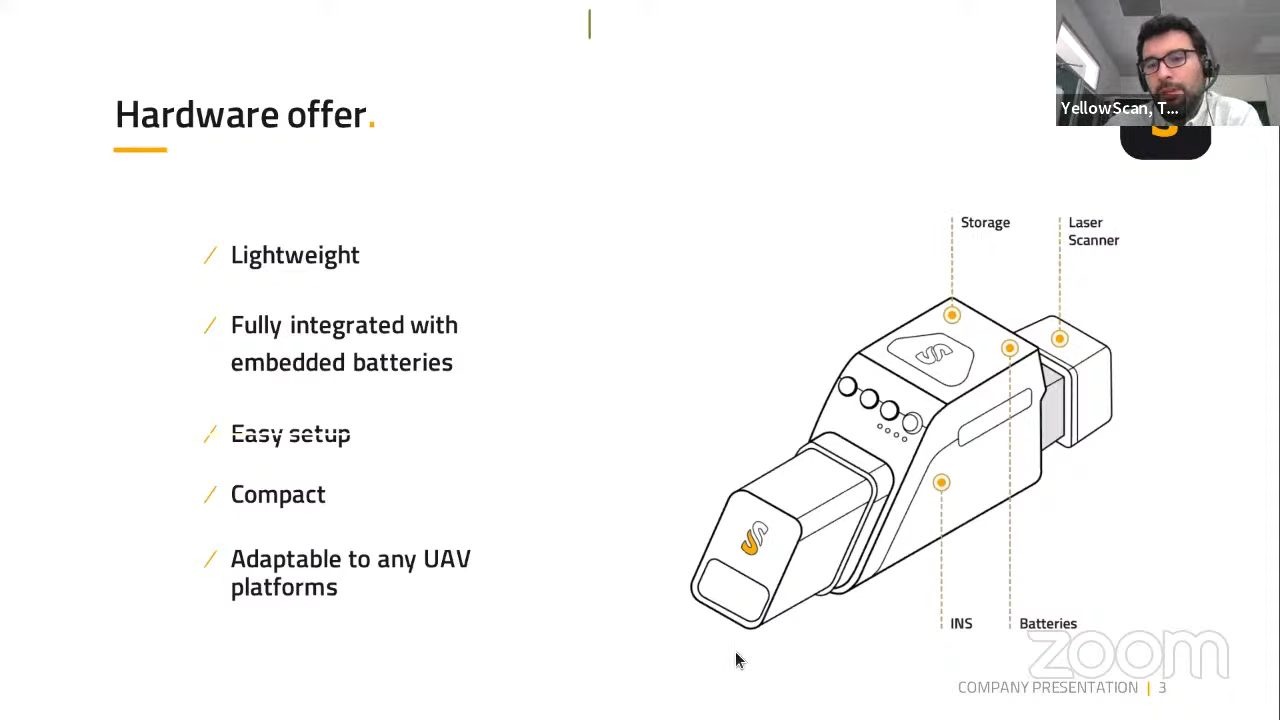 YellowScan, T...
Hardware offer.
Storage
Laser
Scanner
/ Lightweight
/ Fully integrated with
embedded batteries
/ Easy setup
/ Compact
/ Adaptable to any UAV
platforms
INS
Batteries
zoom
COMPANY PRESENTATION | 3